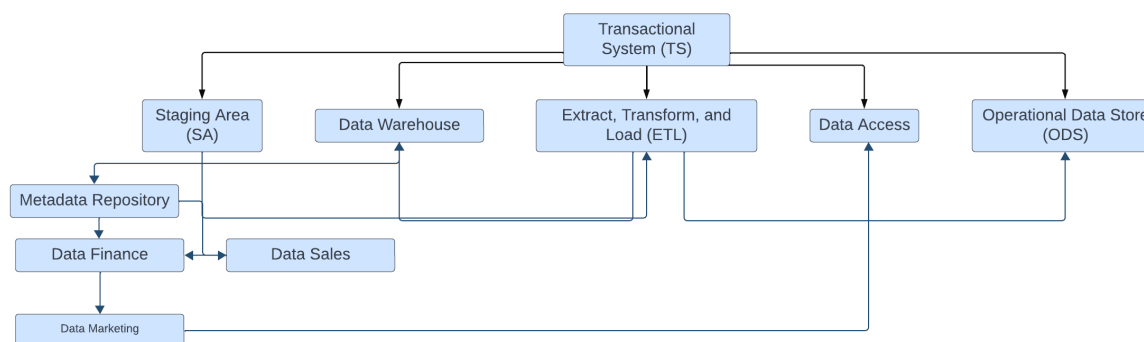 Transactional
System (TS)
Staging Area
(SA)
Data Warehouse
Extract, Transform, and
Load (ETL)
Data Access
Operational Data Store
(ODS)
Metadata Repository
Data Finance
Data Sales
Data Marketing